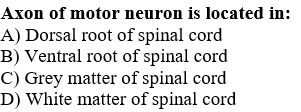 Axon of motor neuron is located in:
A) Dorsal root of spinal cord
B) Ventral root of spinal cord
C) Grey matter of spinal cord
D) White matter of spinal cord